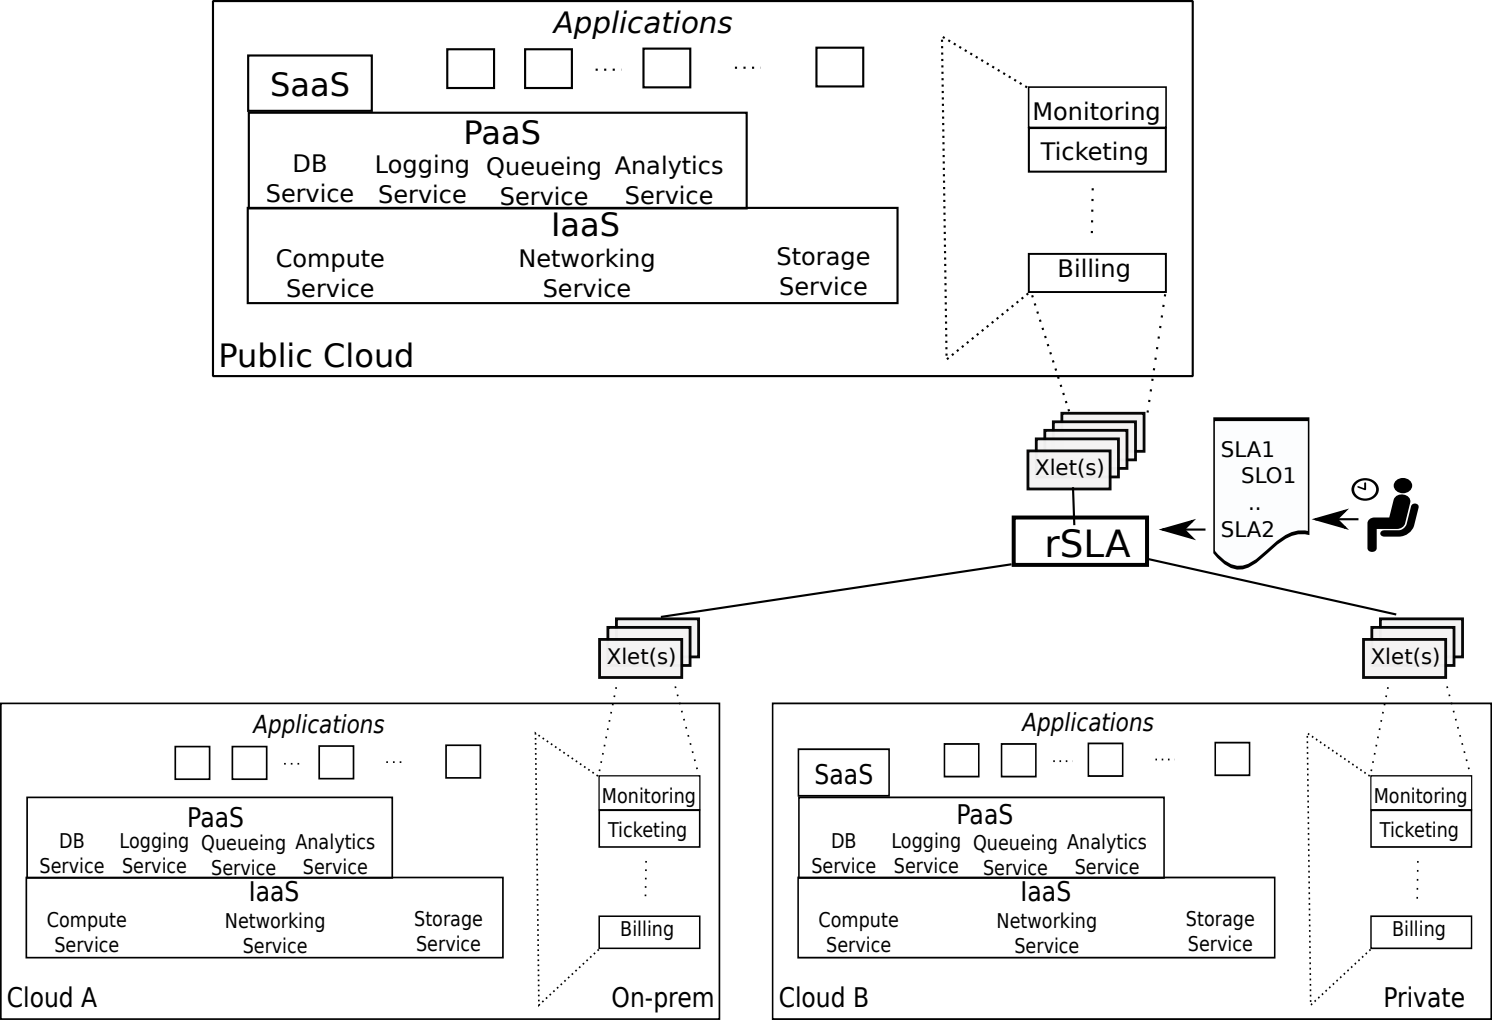 Applications
SaaS
PaaS
DB
Service
Logging
Service
Queueing
Service
Analytics
Service
IaaS
Compute
Service
Networking
Service
Storage
Service
Public Cloud
Monitoring
Ticketing
Billing
Xlet(s)
rSLA
SLA1
SLO1
..
SLA2
Xlet(s)
Xlet(s)
Applications
PaaS
DB
Service
Logging
Service
Queueing
Service
Analytics
Service
IaaS
Compute
Service
Networking
Service
Storage
Service
Monitoring
Ticketing
Billing
Cloud A
On-prem
Applications
SaaS
PaaS
DB
Service
Logging
Service
Queueing
Service
Analytics
Service
IaaS
Compute
Service
Networking
Service
Storage
Service
Monitoring
Ticketing
Billing
Cloud B
Private